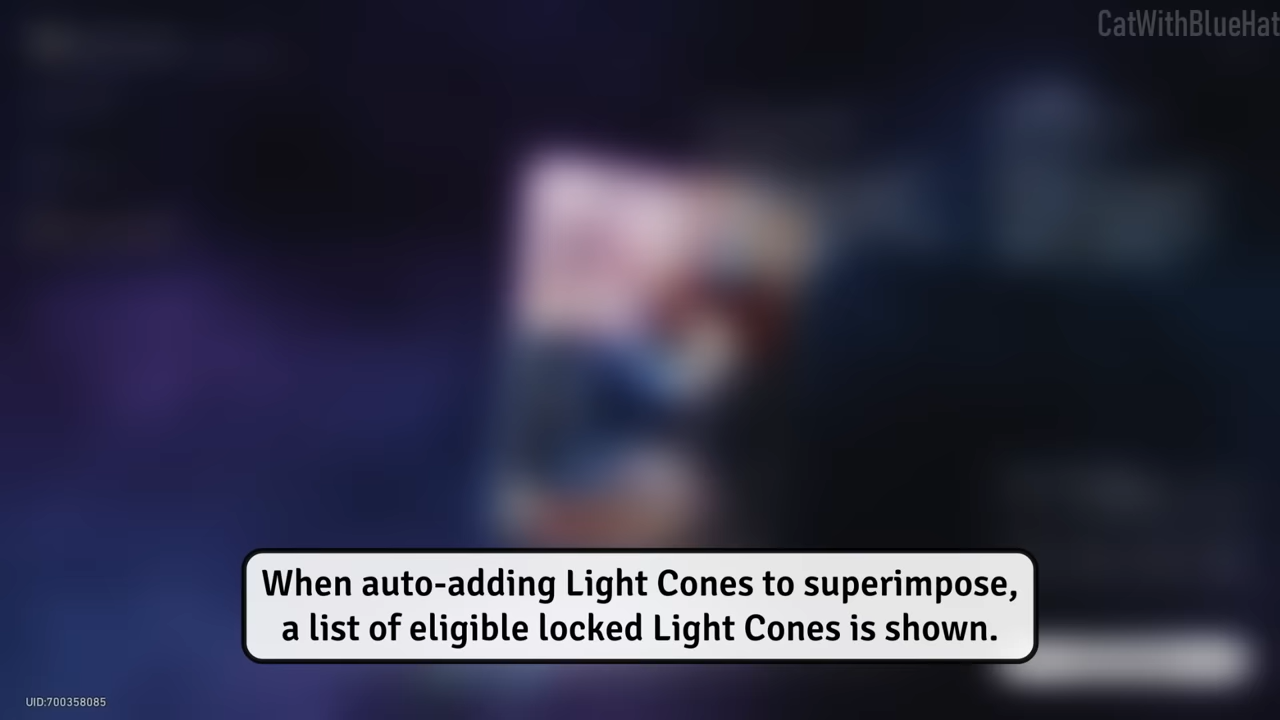 CatWithBlueHat
When auto-adding Light Cones to superimpose,
a list of eligible locked Light Cones is shown.
UID:700358085